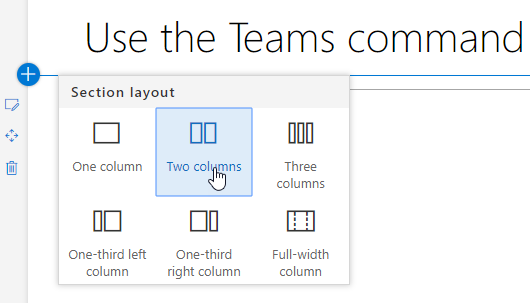 Use the Teams command
Section layout
One column
Two columns
Three
columns
One-third left
column
One-third
right column
Full-width
column